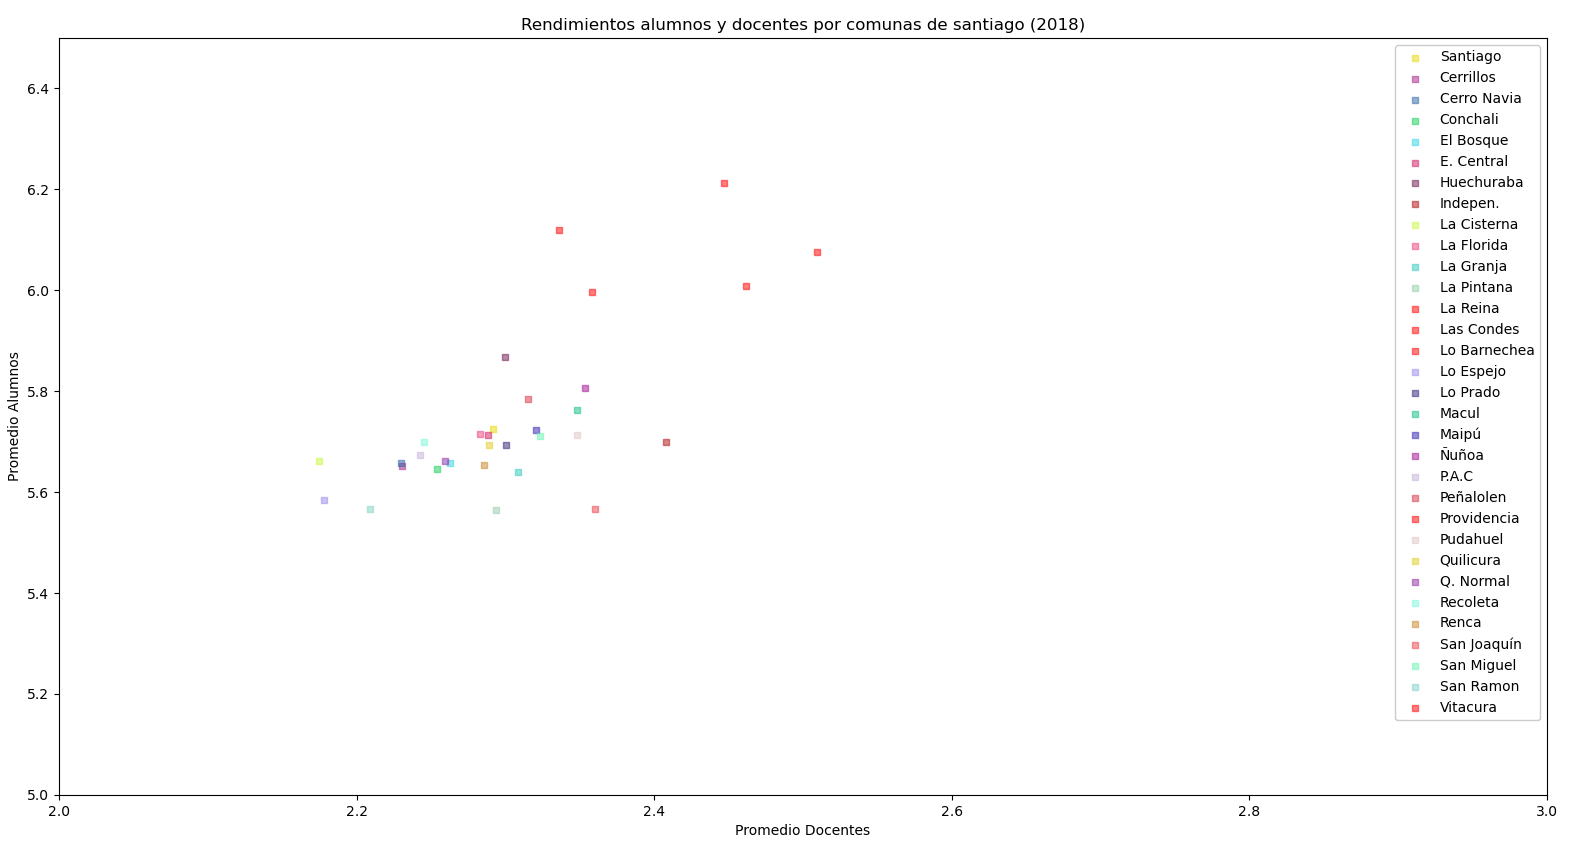 Rendimientos alumnos y docentes por comunas de santiago (2018)
6.4
6.2
6.0
5.8
5.6
5.4
5.2
5.0
Promedio Alumnos
2.0
2.2
2.4
2.6
2.8
3.0
Promedio Docentes
Santiago
Cerrillos
Cerro Navia
Conchali
El Bosque
E. Central
Huechuraba
Indepen.
La Cisterna
La Florida
La Granja
La Pintana
La Reina
Las Condes
Lo Barnechea
Lo Espejo
Lo Prado
Macul
Maipú
Ñuñoa
P.A.C
Peñalolen
Providencia
Pudahuel
Quilicura
Q. Normal
Recoleta
Renca
San Joaquín
San Miguel
San Ramon
Vitacura